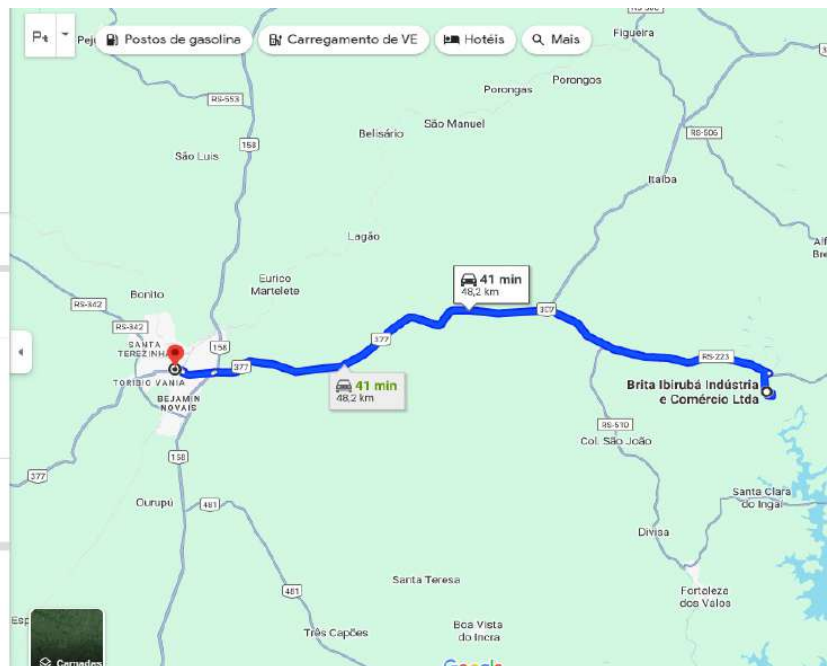 Postos de gasolina
Carregamento de VE
Hotéis
Mais
Figueira
RS-553
Porongas
Porongos
São Manuel
Belisário
158
São Luis
RS-506
Itaíba
Lagão
Eurico
Martelete
Bonito
41 min
48,2 km
RS-342
RS-342
SANTA
TEREZINHA
158
377
377
RS-223
41 min
48,2 km
TORIBIO VANIA
BEJAMIN
NOVAIS
Brita Ibirubá Indústria
e Comércio Ltda
RS-510
Col. São João
158
377
Ourupú
481
Santa Clara
do Ingaí
Divisa
Santa Teresa
481
Fortaleza
dos Valos
Boa Vista
do Incra
Três Capões
Camadas
Google